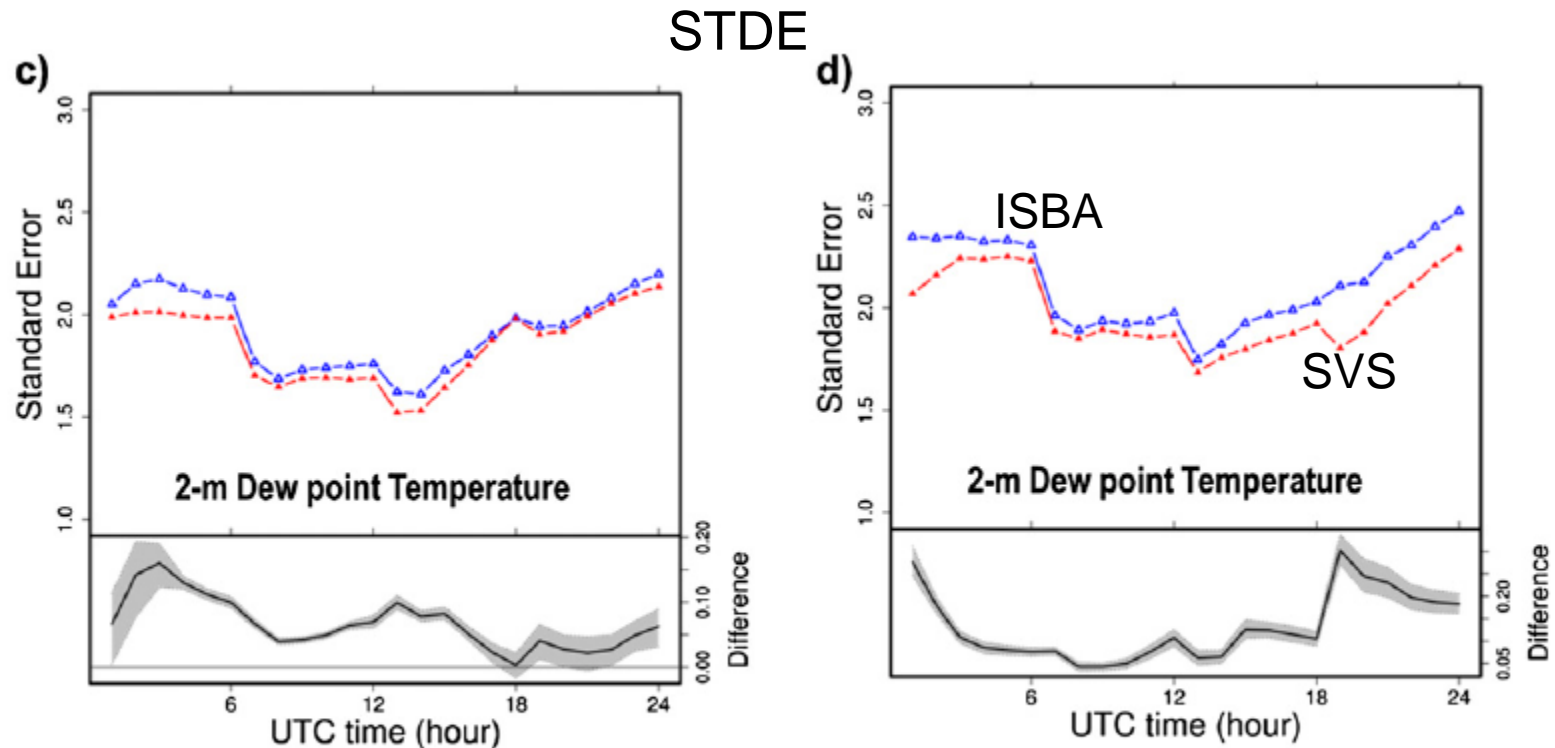 STDE
c)
3.0
2.5
2.0
1.5
1.0
Standard Error
2-m Dew point Temperature
0.20
0.10
0.00
Difference
6 12 18 24
UTC time (hour)
d)
3.0
2.5
2.0
1.5
1.0
Standard Error
ISBA
SVS
2-m Dew point Temperature
0.20
0.05
Difference
6 12 18 24
UTC time (hour)